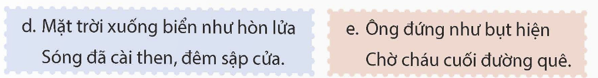 d. Mặt trời xuống biển như hòn lửa
Sóng đã cài then, đêm sập cửa.
e. Ông đứng như bụt hiện
Chờ cháu cuối đường quê.